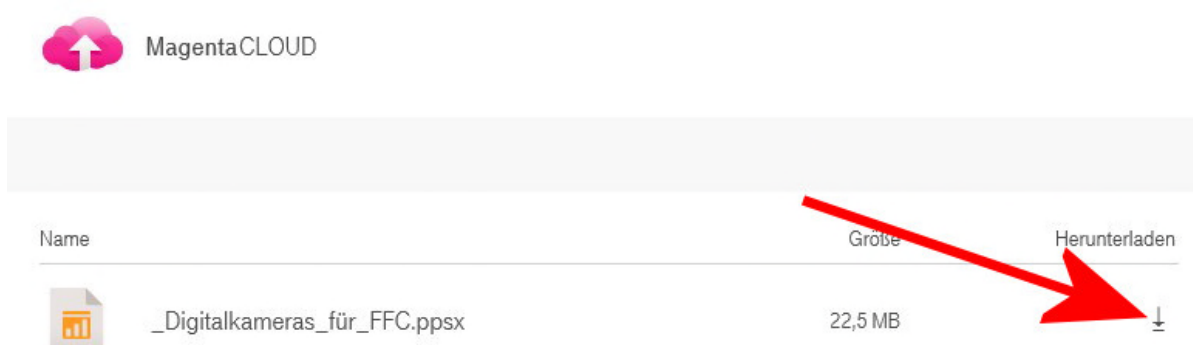 MagentaCLOUD
Name Größe Herunterladen
_Digitalkameras_für_FFC.ppsx 22,5 MB